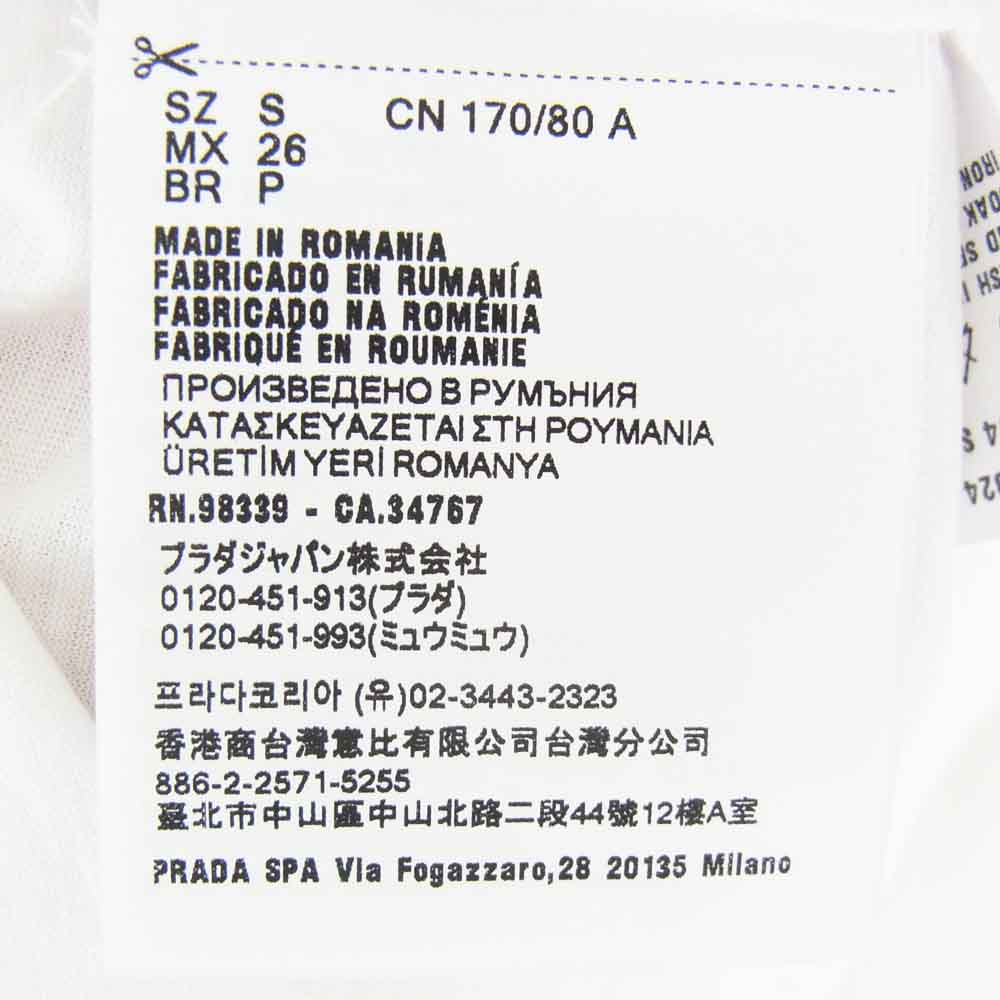 SZ S CN 170/80 A
MX 26
BR P
MADE IN ROMANIA
FABRICADO EN RUMANÍA
FABRICADO NA ROMÉNIA
FABRIQUÉ EN ROUMANIE
ПРОИЗВЕДЕНО В РУМЪНИЯ
ΚΑΤΑΣΚΕΥΑΖΕΤΑΙ ΣΤΗ ΡΟΥΜΑΝΙΑ
ÜRETİM YERİ ROMANYA
RN.98339 - CA.34767
プラダジャパン株式会社
0120-451-913(プラダ)
0120-451-993(ミュウミュウ)
프라다코리아 (유)02-3443-2323
香港商台灣意比有限公司台灣分公司
886-2-2571-5255
臺北市中山區中山北路二段44號12樓A室
PRADA SPA Via Fogazzaro,28 20135 Milano
IRON